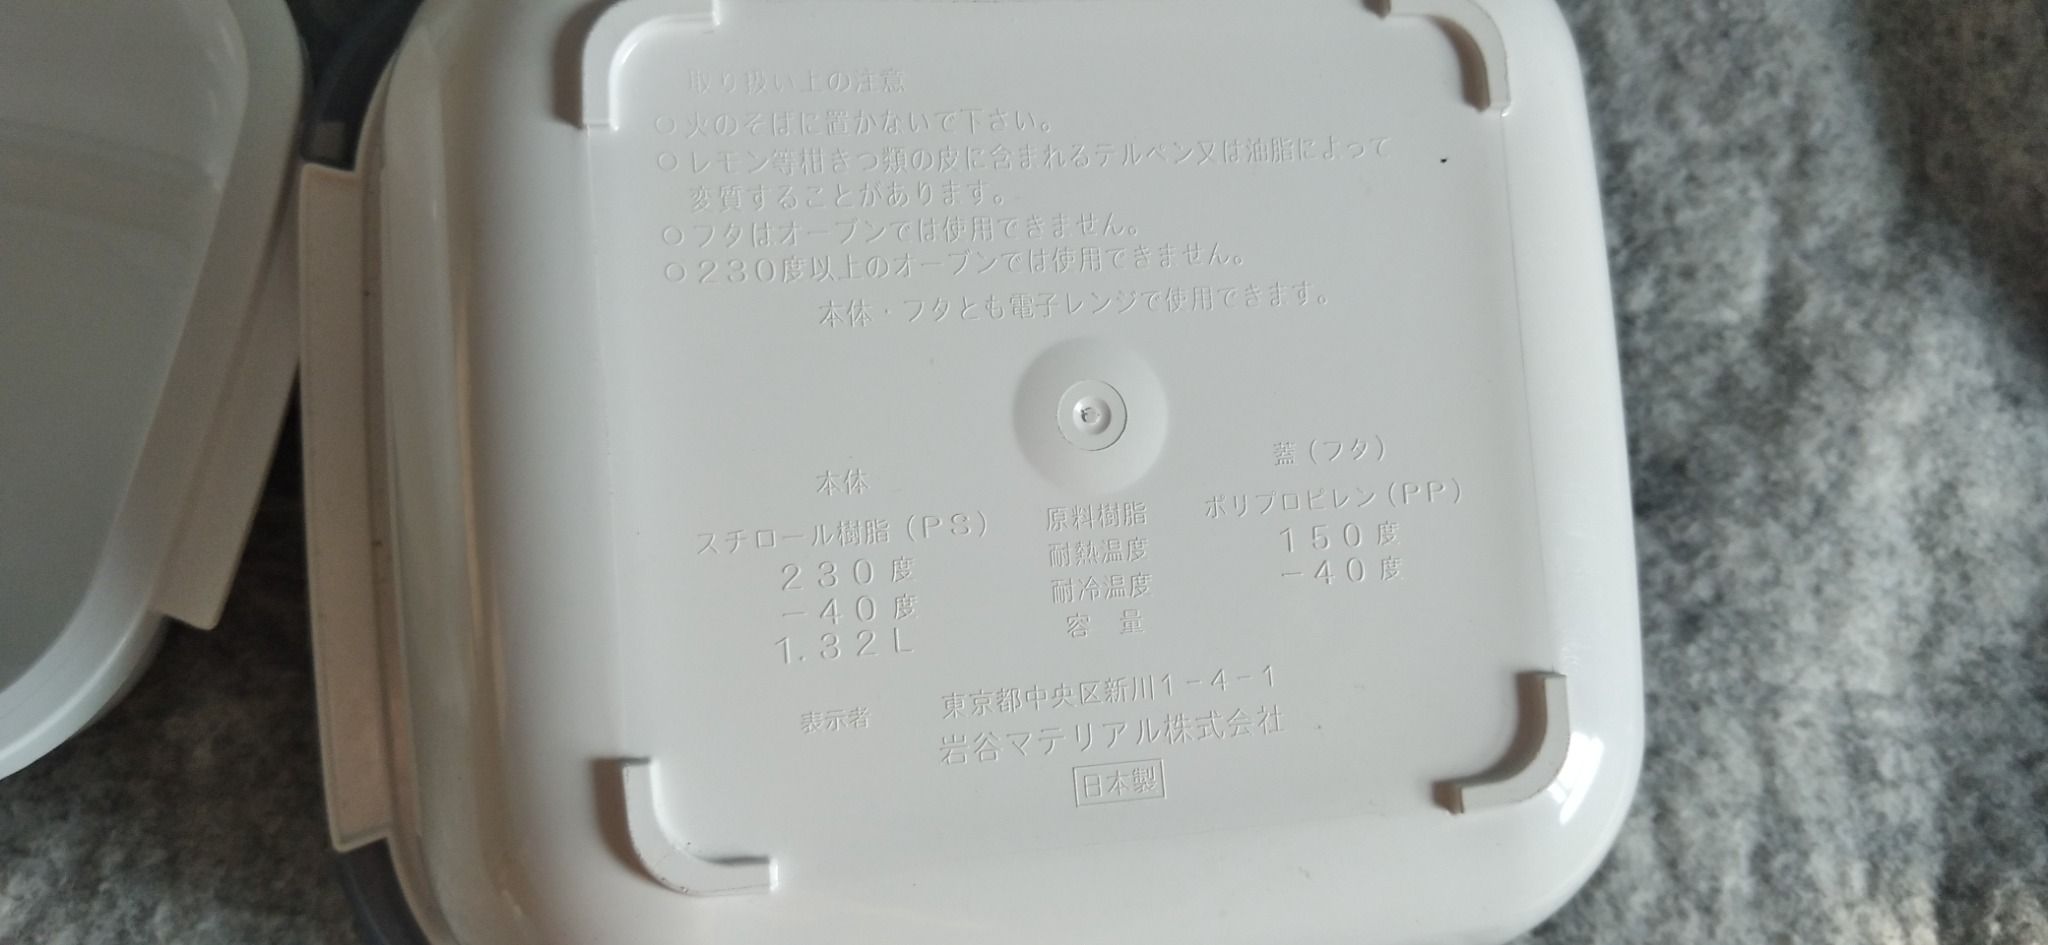 取り扱い上の注意
○火のそばに置かないで下さい。
○レモン等柑きつ類の皮に含まれるテルペン又は油脂によって
変質することがあります。
○フタはオーブンでは使用できません。
○230度以上のオーブンでは使用できません。
本体・フタとも電子レンジで使用できます。
本体 蓋(フタ)
スチロール樹脂(PS) 原料樹脂 ポリプロピレン(PP)
230度 耐熱温度 150度
-40度 耐冷温度 -40度
1.32L 容量
表示者 東京都中央区新川1-4-1
岩谷マテリアル株式会社
日本製